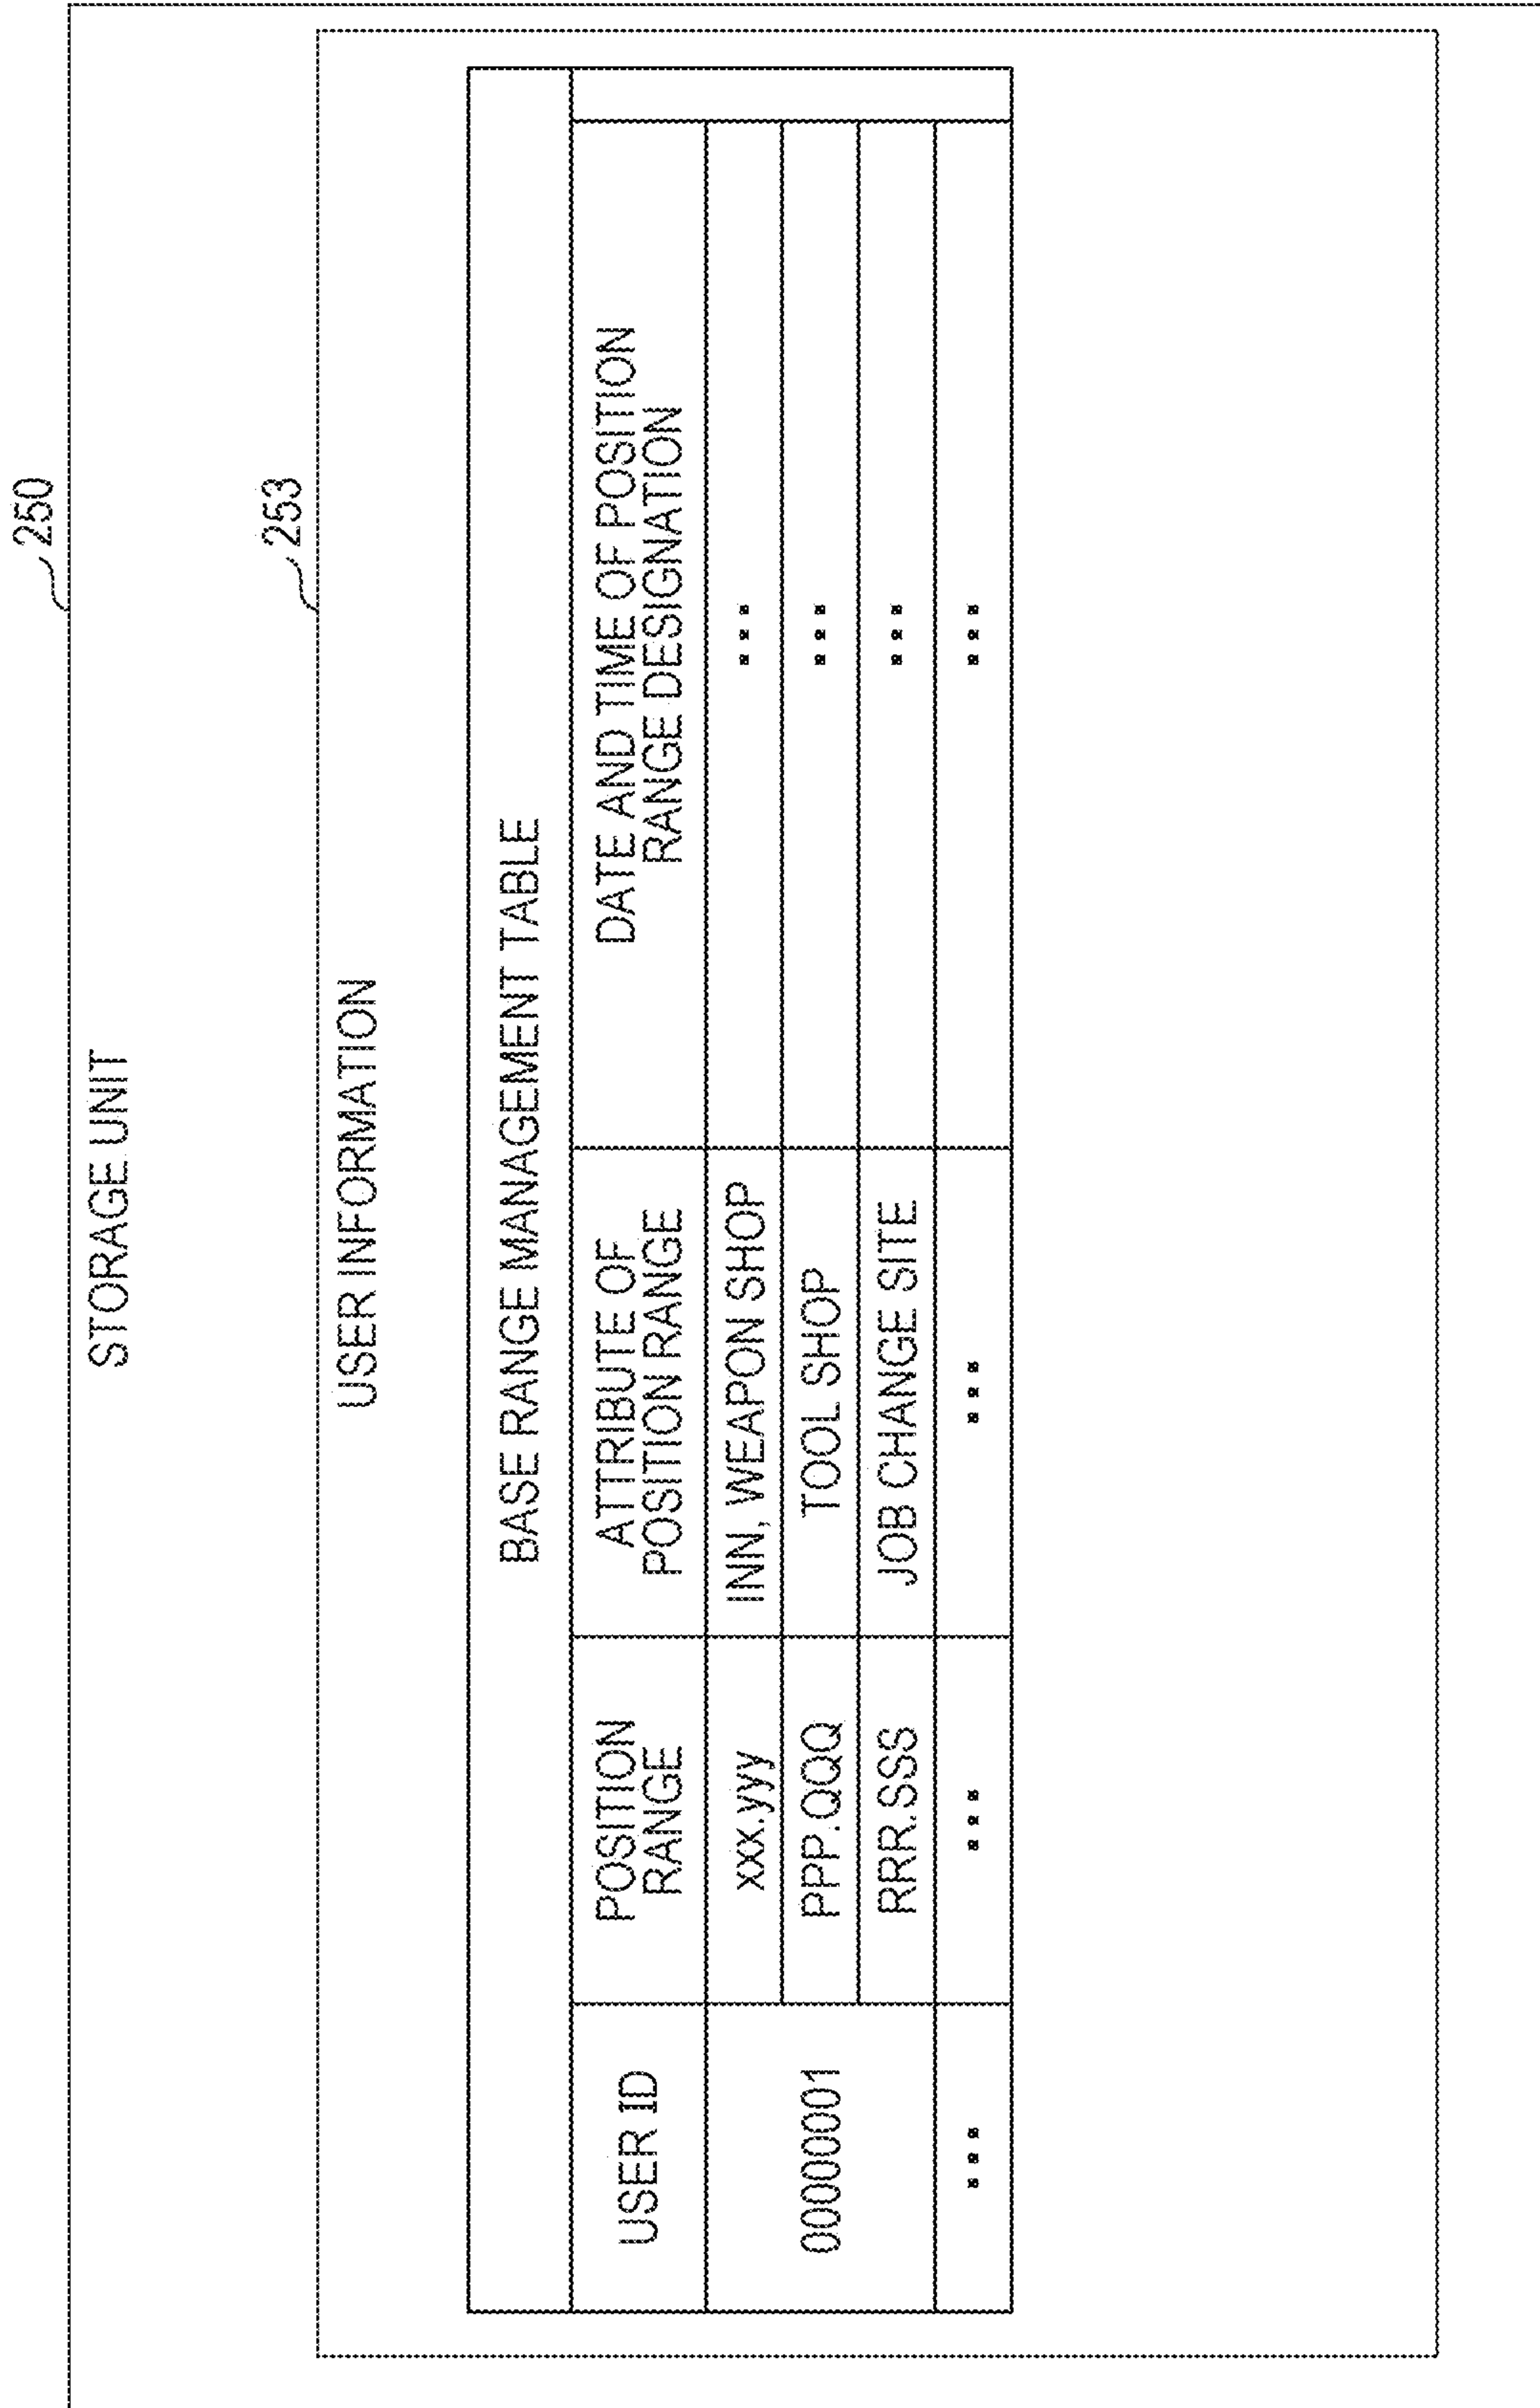 250
STORAGE UNIT
253
USER INFORMATION
BASE RANGE MANAGEMENT TABLE
USER ID
POSITION
RANGE
ATTRIBUTE OF
POSITION RANGE
DATE AND TIME OF POSITION
RANGE DESIGNATION
00000001
xxx.yyy
INN, WEAPON SHOP
...
PPP.QQQ
TOOL SHOP
...
RRR.SSS
JOB CHANGE SITE
...
...
...
...
...